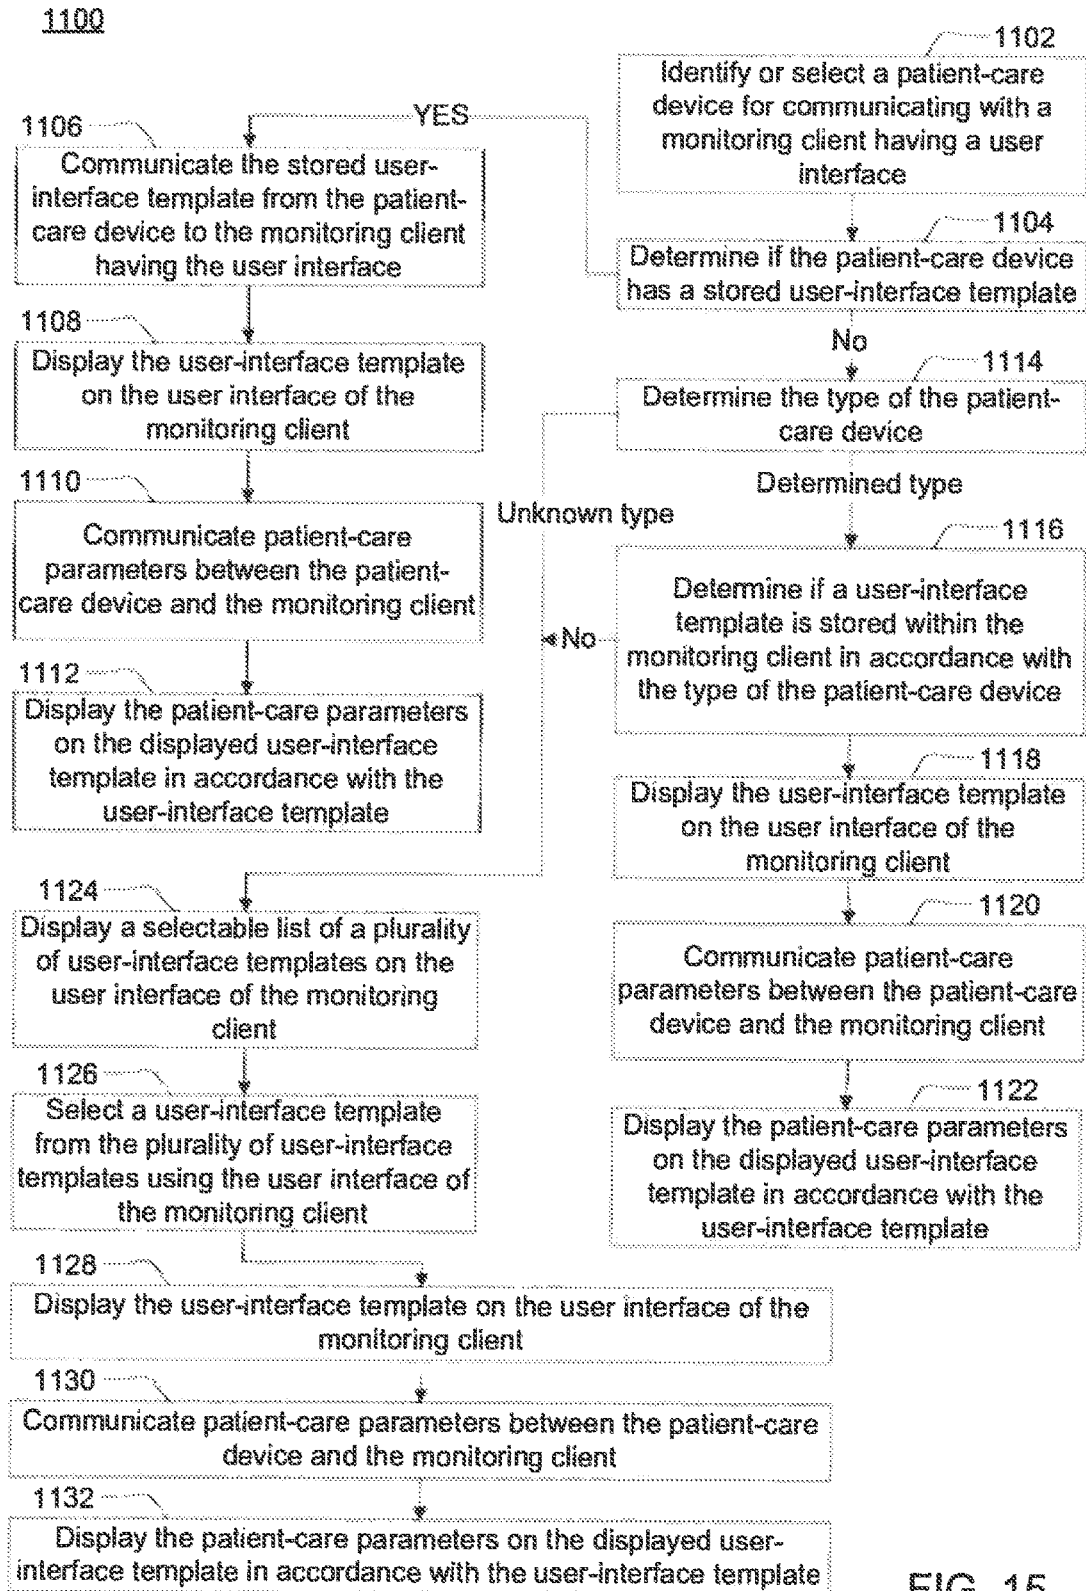 1100
1102
Identify or select a patient-care
device for communicating with a
monitoring client having a user
interface
1104
Determine if the patient-care device
has a stored user-interface template
YES
No
1106
Communicate the stored user-
interface template from the patient-
care device to the monitoring client
having the user interface
1108
Display the user-interface template
on the user interface of the
monitoring client
1110
Communicate patient-care
parameters between the patient-
care device and the monitoring client
1112
Display the patient-care parameters
on the displayed user-interface
template in accordance with the
user-interface template
1114
Determine the type of the patient-
care device
Determined type
Unknown type
1116
Determine if a user-interface
template is stored within the
monitoring client in accordance with
the type of the patient-care device
No
1118
Display the user-interface template
on the user interface of the
monitoring client
1120
Communicate patient-care
parameters between the patient-care
device and the monitoring client
1122
Display the patient-care parameters
on the displayed user-interface
template in accordance with the
user-interface template
1124
Display a selectable list of a plurality
of user-interface templates on the
user interface of the monitoring
client
1126
Select a user-interface template
from the plurality of user-interface
templates using the user interface of
the monitoring client
1128
Display the user-interface template on the user interface of the
monitoring client
1130
Communicate patient-care parameters between the patient-care
device and the monitoring client
1132
Display the patient-care parameters on the displayed user-
interface template in accordance with the user-interface template
FIG. 15